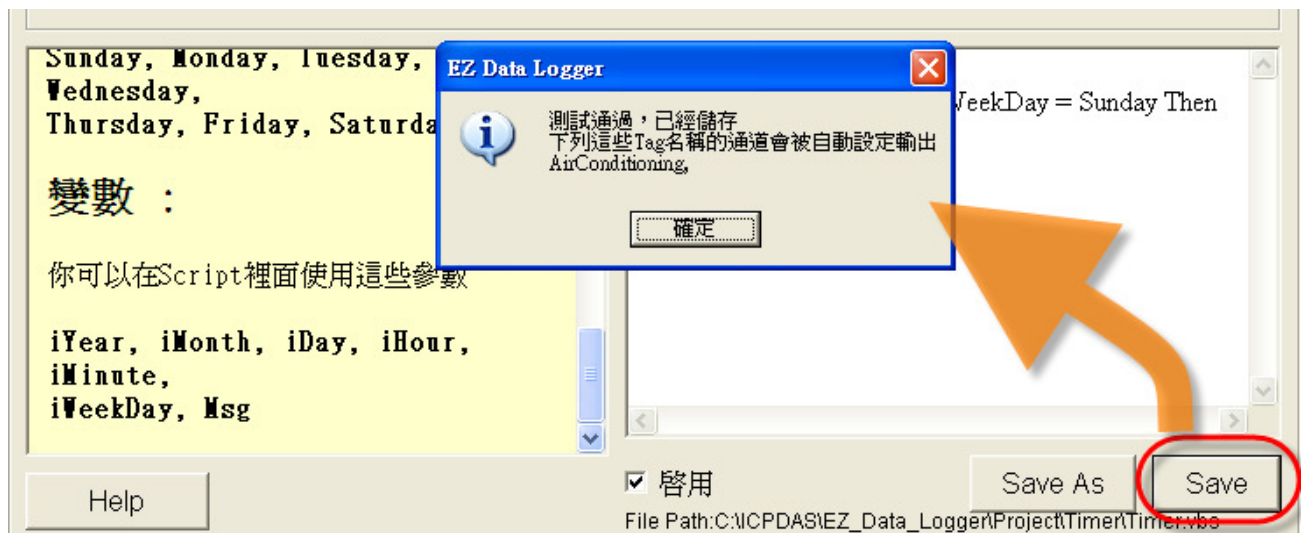 Sunday, Monday, Tuesday,
Wednesday,
Thursday, Friday, Saturda
變數 :
你可以在Script裡面使用這些參數
iYear, iMonth, iDay, iHour,
iMinute,
iWeekDay, Msg
Help
EZ Data Logger
測試通過,已經儲存
下列這些Tag名稱的通道會被自動設定輸出
AirConditioning,
確定
WeekDay = Sunday Then
啓用
Save As
Save
File Path:C:\ICPDAS\EZ_Data_Logger\Project\Timer\Timer.vbs